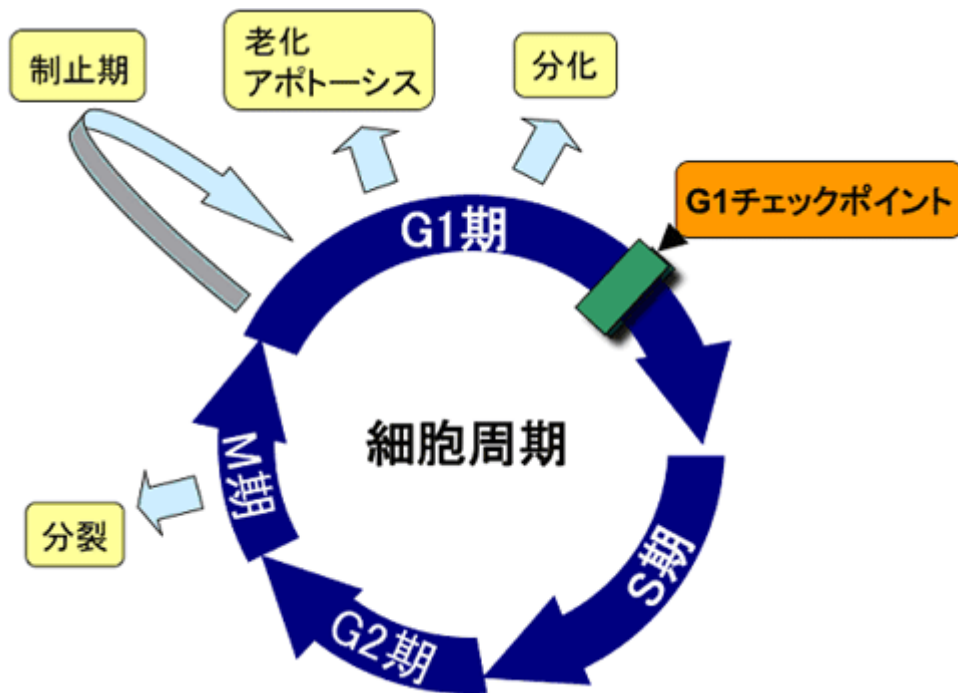 制止期
老化
アポトーシス
分化
G1チェックポイント
G1期
細胞周期
M期
S期
分裂
G2期